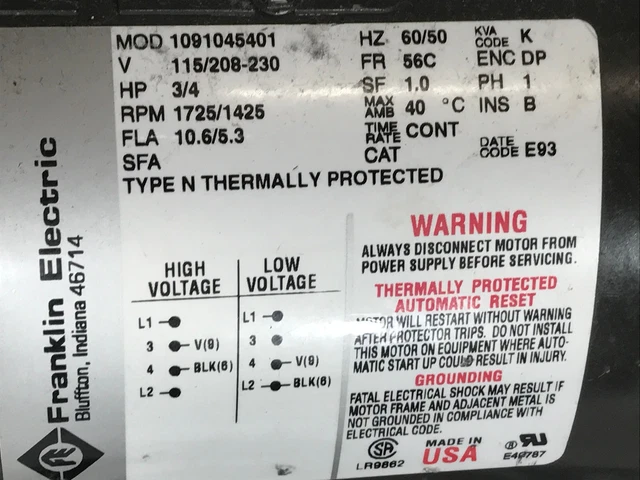 MOD 1091045401
HZ 60/50
KVA CODE K
V 115/208-230
FR 56C
ENC DP
HP 3/4
SF 1.0
PH 1
RPM 1725/1425
MAX AMB 40 °C
INS B
FLA 10.6/5.3
TIME RATE CONT
SFA
CAT
DATE CODE E93
TYPE N THERMALLY PROTECTED
Franklin Electric
Bluffton, Indiana 46714
HIGH VOLTAGE
L1
3 V(9)
4 BLK(6)
L2
LOW VOLTAGE
L1
3
4 V(9)
L2 BLK(6)
WARNING
ALWAYS DISCONNECT MOTOR FROM
POWER SUPPLY BEFORE SERVICING.
THERMALLY PROTECTED
AUTOMATIC RESET
MOTOR WILL RESTART WITHOUT WARNING
AFTER PROTECTOR TRIPS. DO NOT INSTALL
THIS MOTOR ON EQUIPMENT WHERE AUTO-
MATIC START UP COULD RESULT IN INJURY.
GROUNDING
FATAL ELECTRICAL SHOCK MAY RESULT IF
MOTOR FRAME AND ADJACENT METAL IS
NOT GROUNDED IN COMPLIANCE WITH
ELECTRICAL CODE.
SA
LR9862
MADE IN
USA
E40787